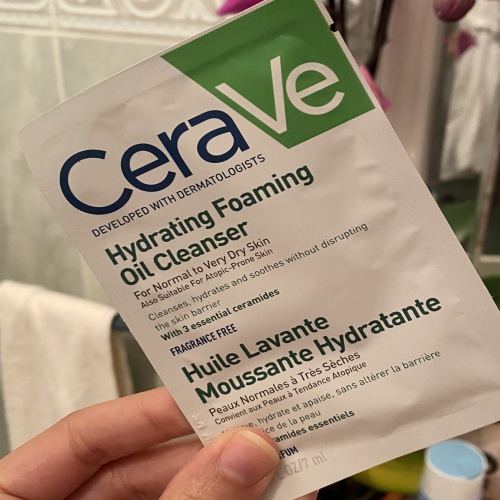 CeraVe
DEVELOPED WITH DERMATOLOGISTS
Hydrating Foaming
Oil Cleanser
For Normal to Very Dry Skin
Also Suitable For Atopic-Prone Skin
Cleanses, hydrates and soothes without disrupting
the skin barrier
With 3 essential ceramides
FRAGRANCE FREE
Huile Lavante
Moussante Hydratante
Peaux Normales à Très Sèches
Convient aux Peaux à Tendance Atopique
hydrate et apaise, sans altérer la barrière
de la peau
essentiels
7 ml